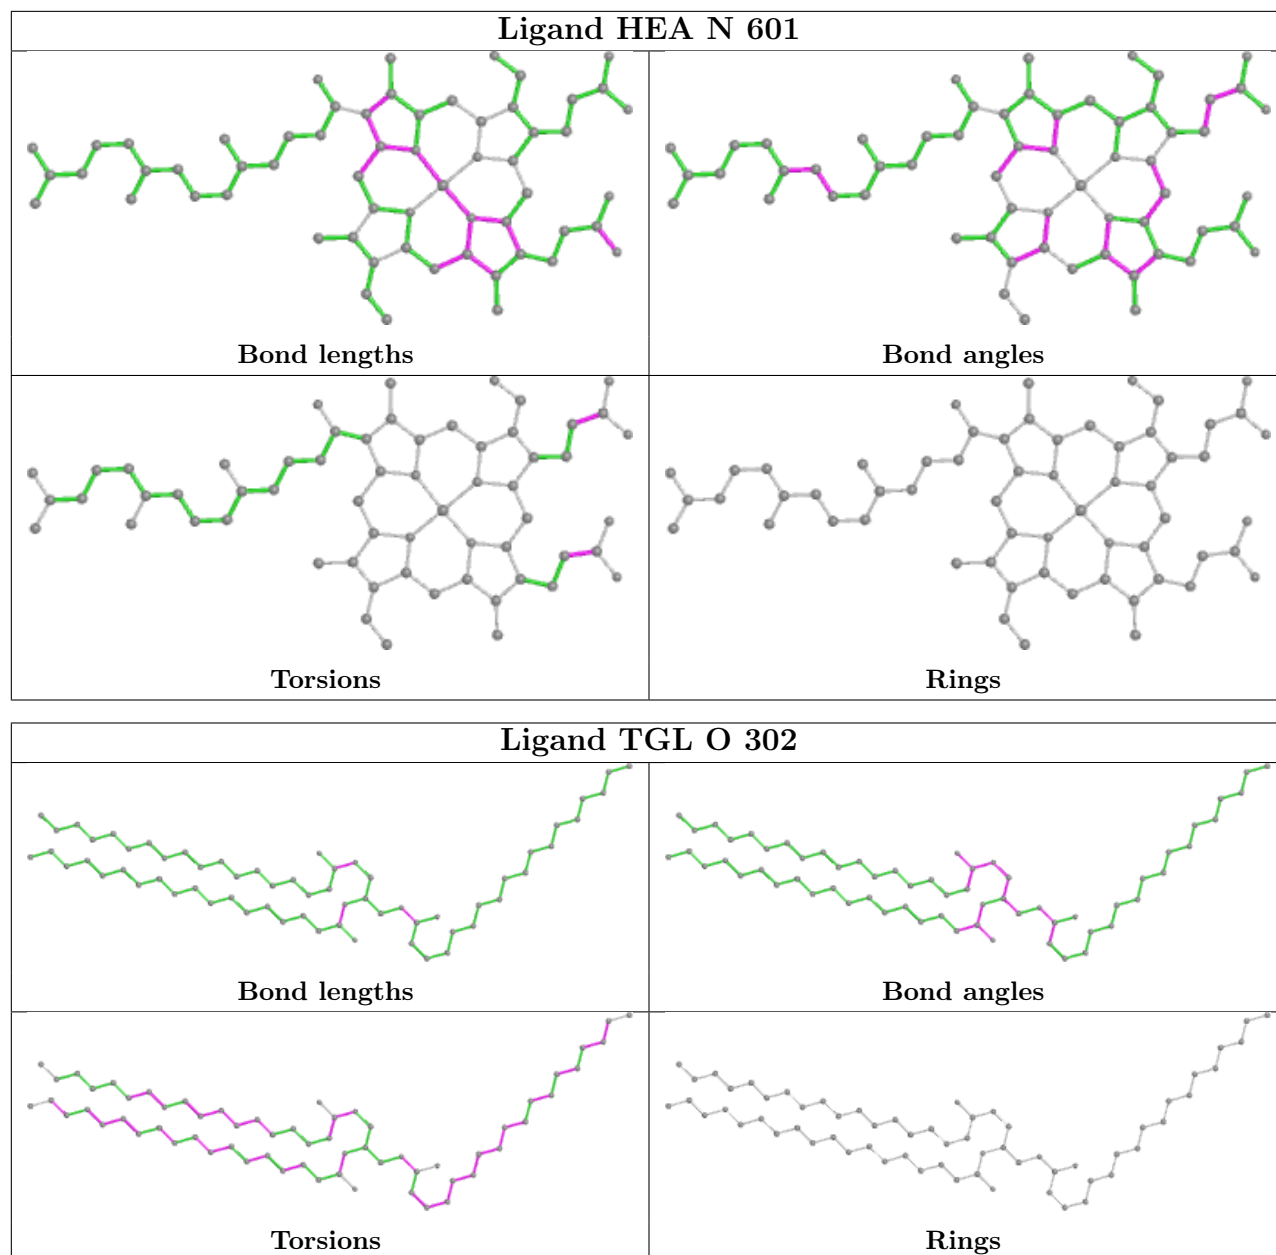 Ligand HEA N 601
Bond lengths
Bond angles
Torsions
Rings
Ligand TGL O 302
Bond lengths
Bond angles
Torsions
Rings